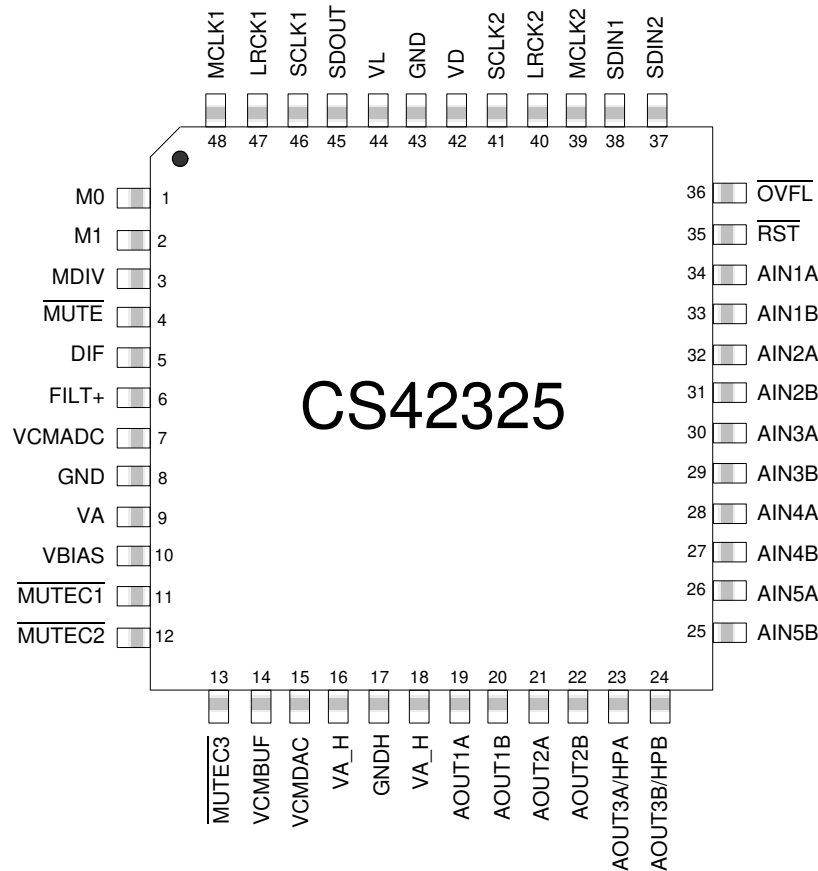 MCLK1
LRCK1
SCLK1
SDOUT
VL
GND
VD
SCLK2
LRCK2
MCLK2
SDIN1
SDIN2
48 47 46 45 44 43 42 41 40 39 38 37
M0 1
M1 2
MDIV 3
MUTE 4
DIF 5
FILT+ 6
VCMADC 7
GND 8
VA 9
VBIAS 10
MUTEC1 11
MUTEC2 12
CS42325
36 OVFL
35 RST
34 AIN1A
33 AIN1B
32 AIN2A
31 AIN2B
30 AIN3A
29 AIN3B
28 AIN4A
27 AIN4B
26 AIN5A
25 AIN5B
13 14 15 16 17 18 19 20 21 22 23 24
MUTEC3
VCMBUF
VCMDAC
VA_H
GNDH
VA_H
AOUT1A
AOUT1B
AOUT2A
AOUT2B
AOUT3A/HPA
AOUT3B/HPB